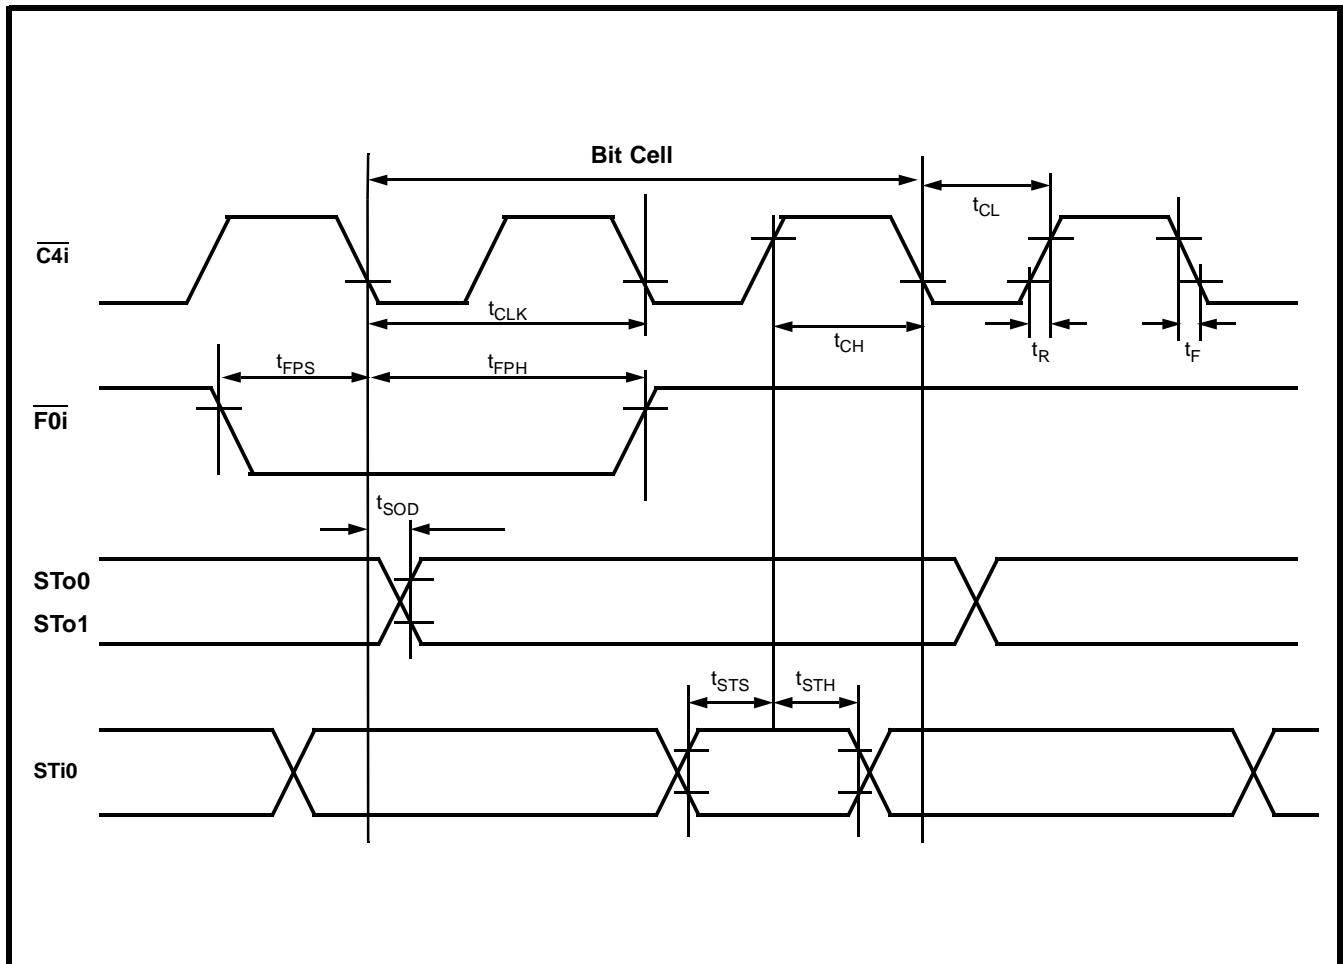 Bit Cell
tCL
C4i
tCLK
tCH
tR
tF
tFPS
tFPH
F0i
tSOD
STo0
STo1
tSTS
tSTH
STi0